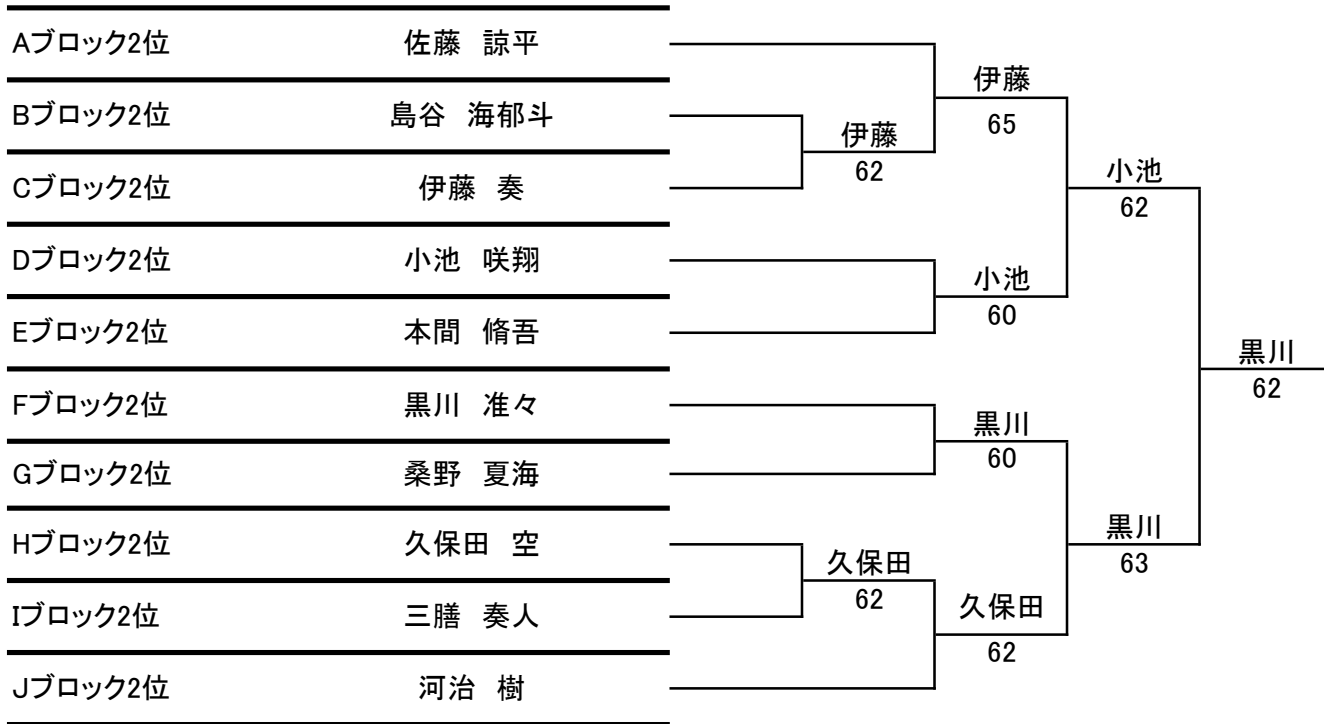 Aブロック2位 佐藤 諒平
伊藤
65
Bブロック2位 島谷 海郁斗
伊藤
62
Cブロック2位 伊藤 奏
小池
62
Dブロック2位 小池 咲翔
小池
60
Eブロック2位 本間 脩吾
黒川
62
Fブロック2位 黒川 准々
黒川
60
Gブロック2位 桑野 夏海
Hブロック2位 久保田 空
黒川
63
久保田
62
Iブロック2位 三膳 奏人
久保田
62
Jブロック2位 河治 樹